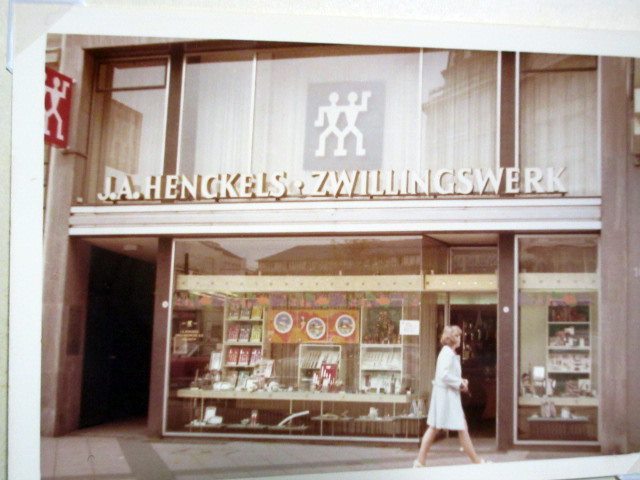 J.A. HENCKELS • ZWILLINGSWERK